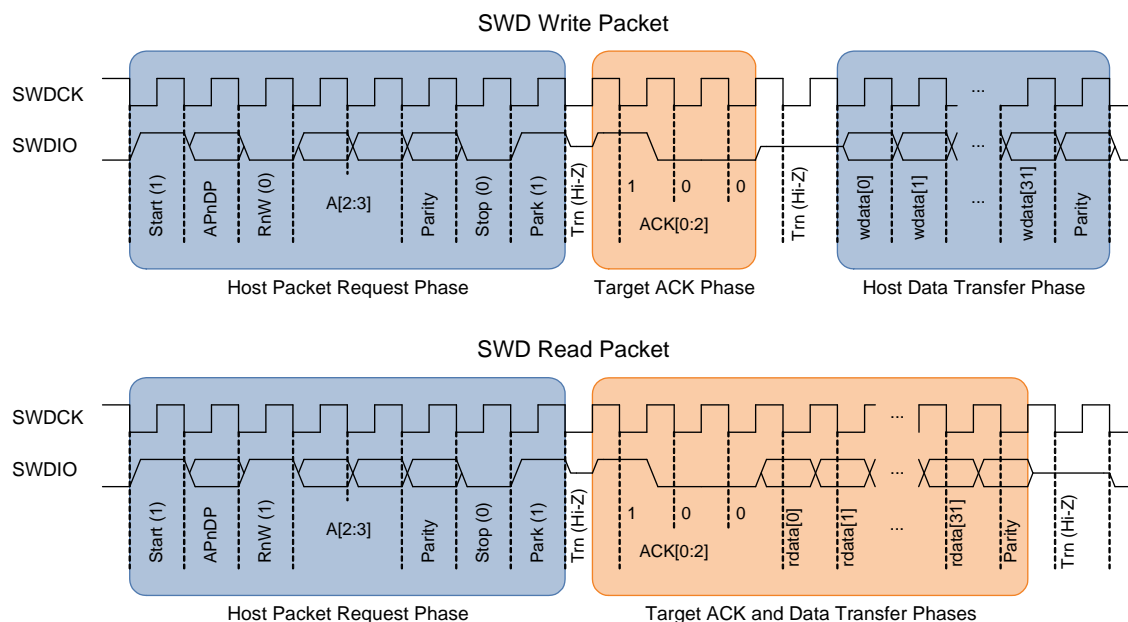 SWD Write Packet
SWDCK
...
SWDIO
...
Start (1)
APnDP
RnW (0)
A[2:3]
Parity
Stop (0)
Park (1)
Trn (Hi-Z)
1
0
0
ACK[0:2]
Trn (Hi-Z)
wdata[0]
wdata[1]
...
wdata[31]
Parity
Host Packet Request Phase
Target ACK Phase
Host Data Transfer Phase
SWD Read Packet
SWDCK
...
SWDIO
...
Start (1)
APnDP
RnW (1)
A[2:3]
Parity
Stop (0)
Park (1)
Trn (Hi-Z)
1
0
0
ACK[0:2]
rdata[0]
rdata[1]
...
rdata[31]
Parity
Trn (Hi-Z)
Host Packet Request Phase
Target ACK and Data Transfer Phases